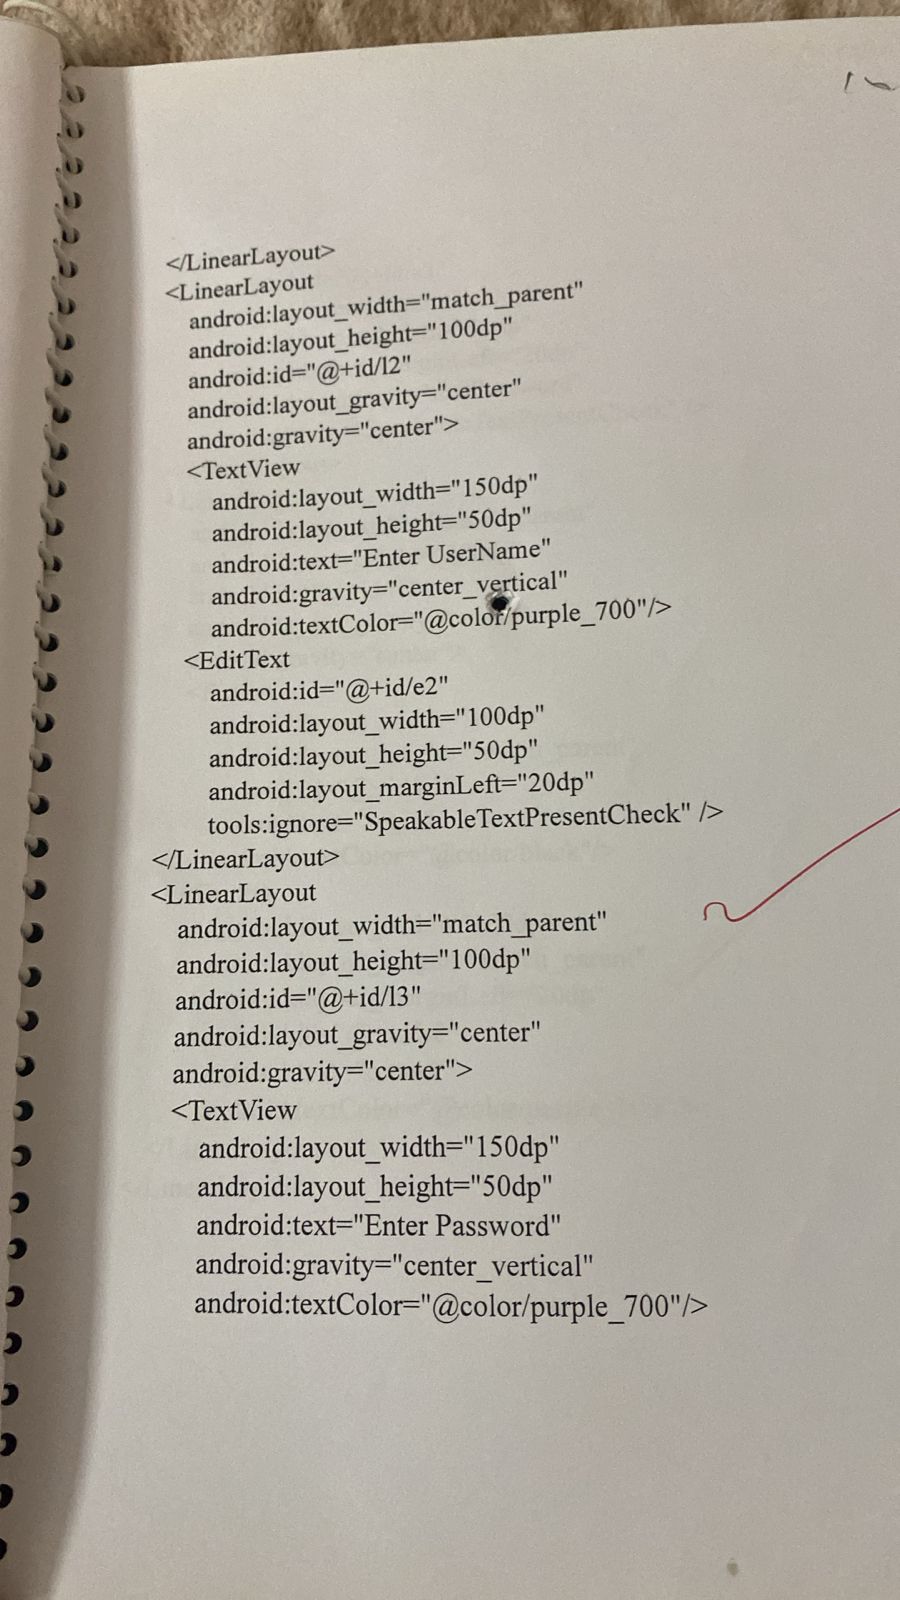 </LinearLayout>
<LinearLayout
android:layout_width="match_parent"
android:layout_height="100dp"
android:id="@+id/l2"
android:layout_gravity="center"
android:gravity="center">
<TextView
android:layout_width="150dp"
android:layout_height="50dp"
android:text="Enter UserName"
android:gravity="center_vertical"
android:textColor="@color/purple_700"/>
<EditText
android:id="@+id/e2"
android:layout_width="100dp"
android:layout_height="50dp"
android:layout_marginLeft="20dp"
tools:ignore="SpeakableTextPresentCheck" />
</LinearLayout>
<LinearLayout
android:layout_width="match_parent"
android:layout_height="100dp"
android:id="@+id/l3"
android:layout_gravity="center"
android:gravity="center">
<TextView
android:layout_width="150dp"
android:layout_height="50dp"
android:text="Enter Password"
android:gravity="center_vertical"
android:textColor="@color/purple_700"/>